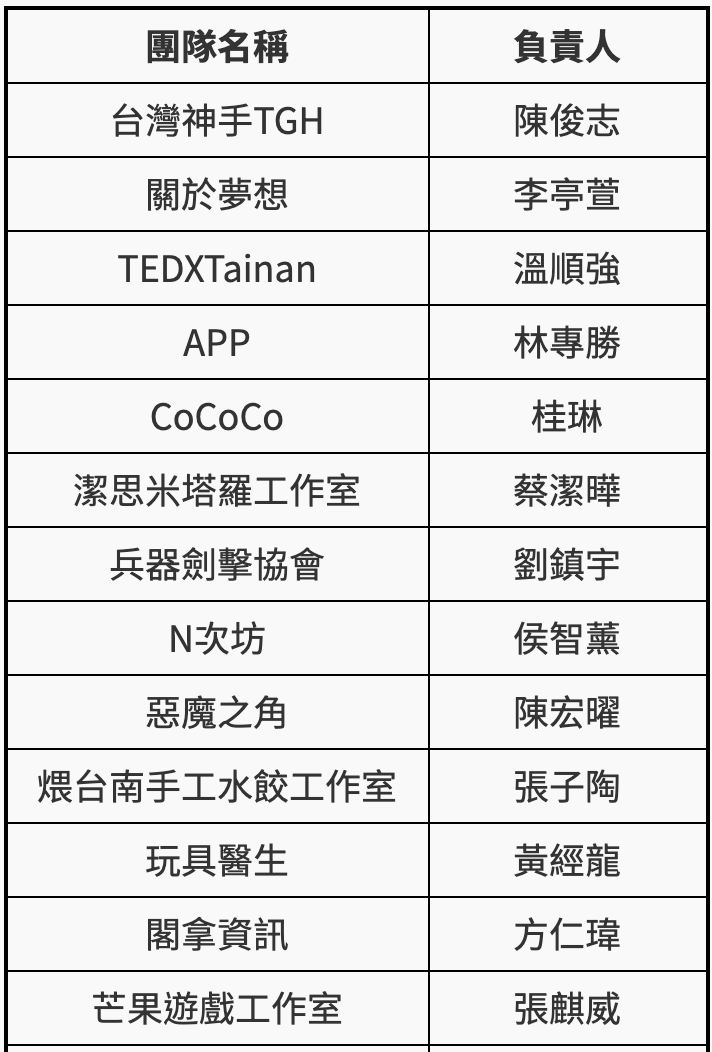 團隊名稱 負責人
台灣神手TGH 陳俊志
關於夢想 李亭萱
TEDXTainan 溫順強
APP 林專勝
CoCoCo 桂琳
潔思米塔羅工作室 蔡潔曄
兵器劍擊協會 劉鎮宇
N次坊 侯智薰
惡魔之角 陳宏曜
煨台南手工水餃工作室 張子陶
玩具醫生 黃經龍
閣拿資訊 方仁瑋
芒果遊戲工作室 張麒威